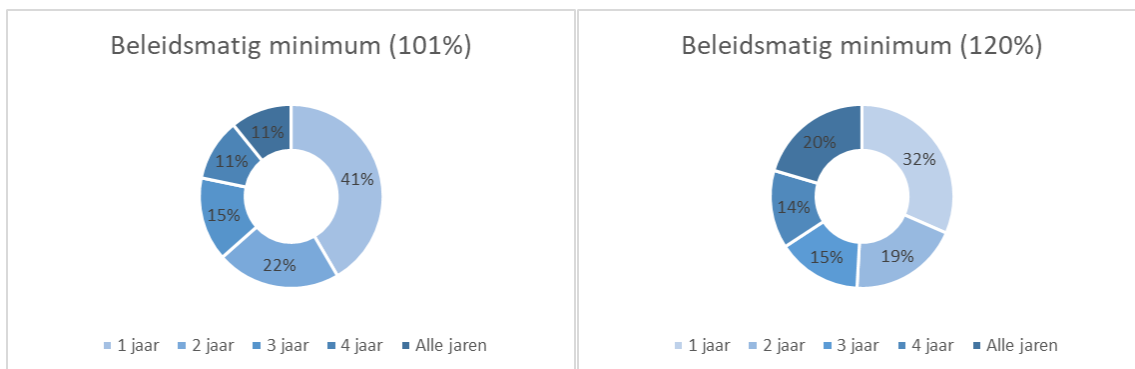 Beleidsmatig minimum (101%)
11%
41%
11%
15%
22%
1 jaar 2 jaar 3 jaar 4 jaar Alle jaren
Beleidsmatig minimum (120%)
20%
32%
14%
15%
19%
1 jaar 2 jaar 3 jaar 4 jaar Alle jaren